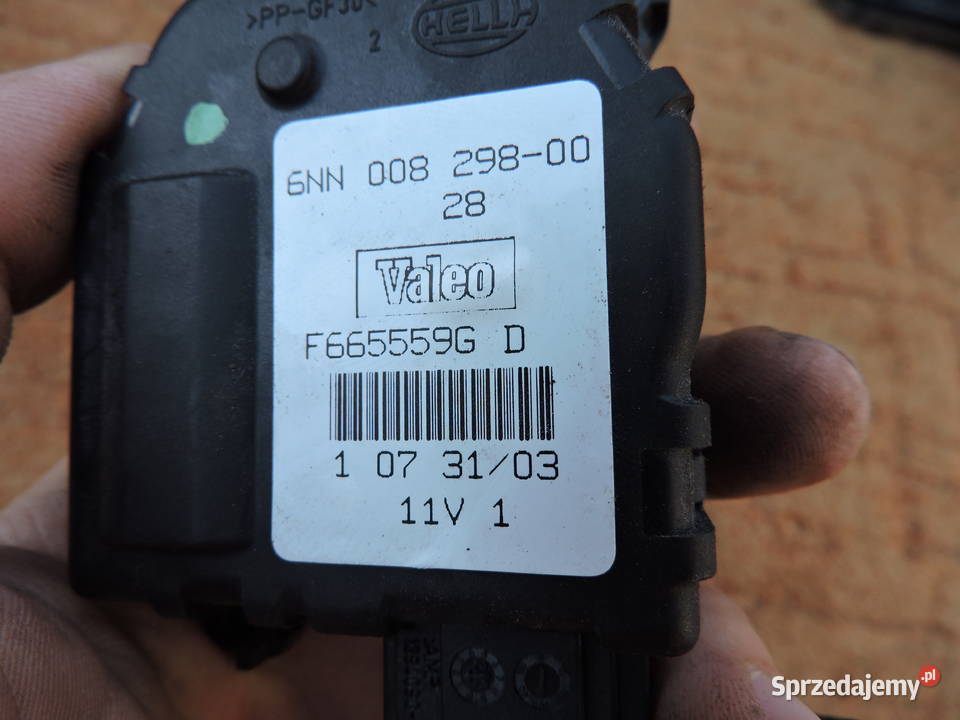 >PP-GF30<
HELLA
2
6NN 008 298-00
28
Valeo
F665559G D
1 07 31/03
11V 1
Sprzedajemy.pl